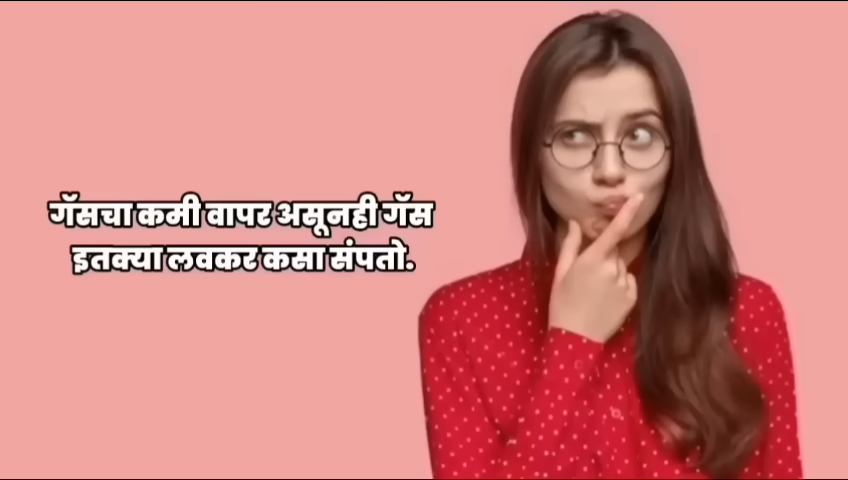 गॅसचा कमी वापर असूनही गॅस
इतक्या लवकर कसा संपतो.